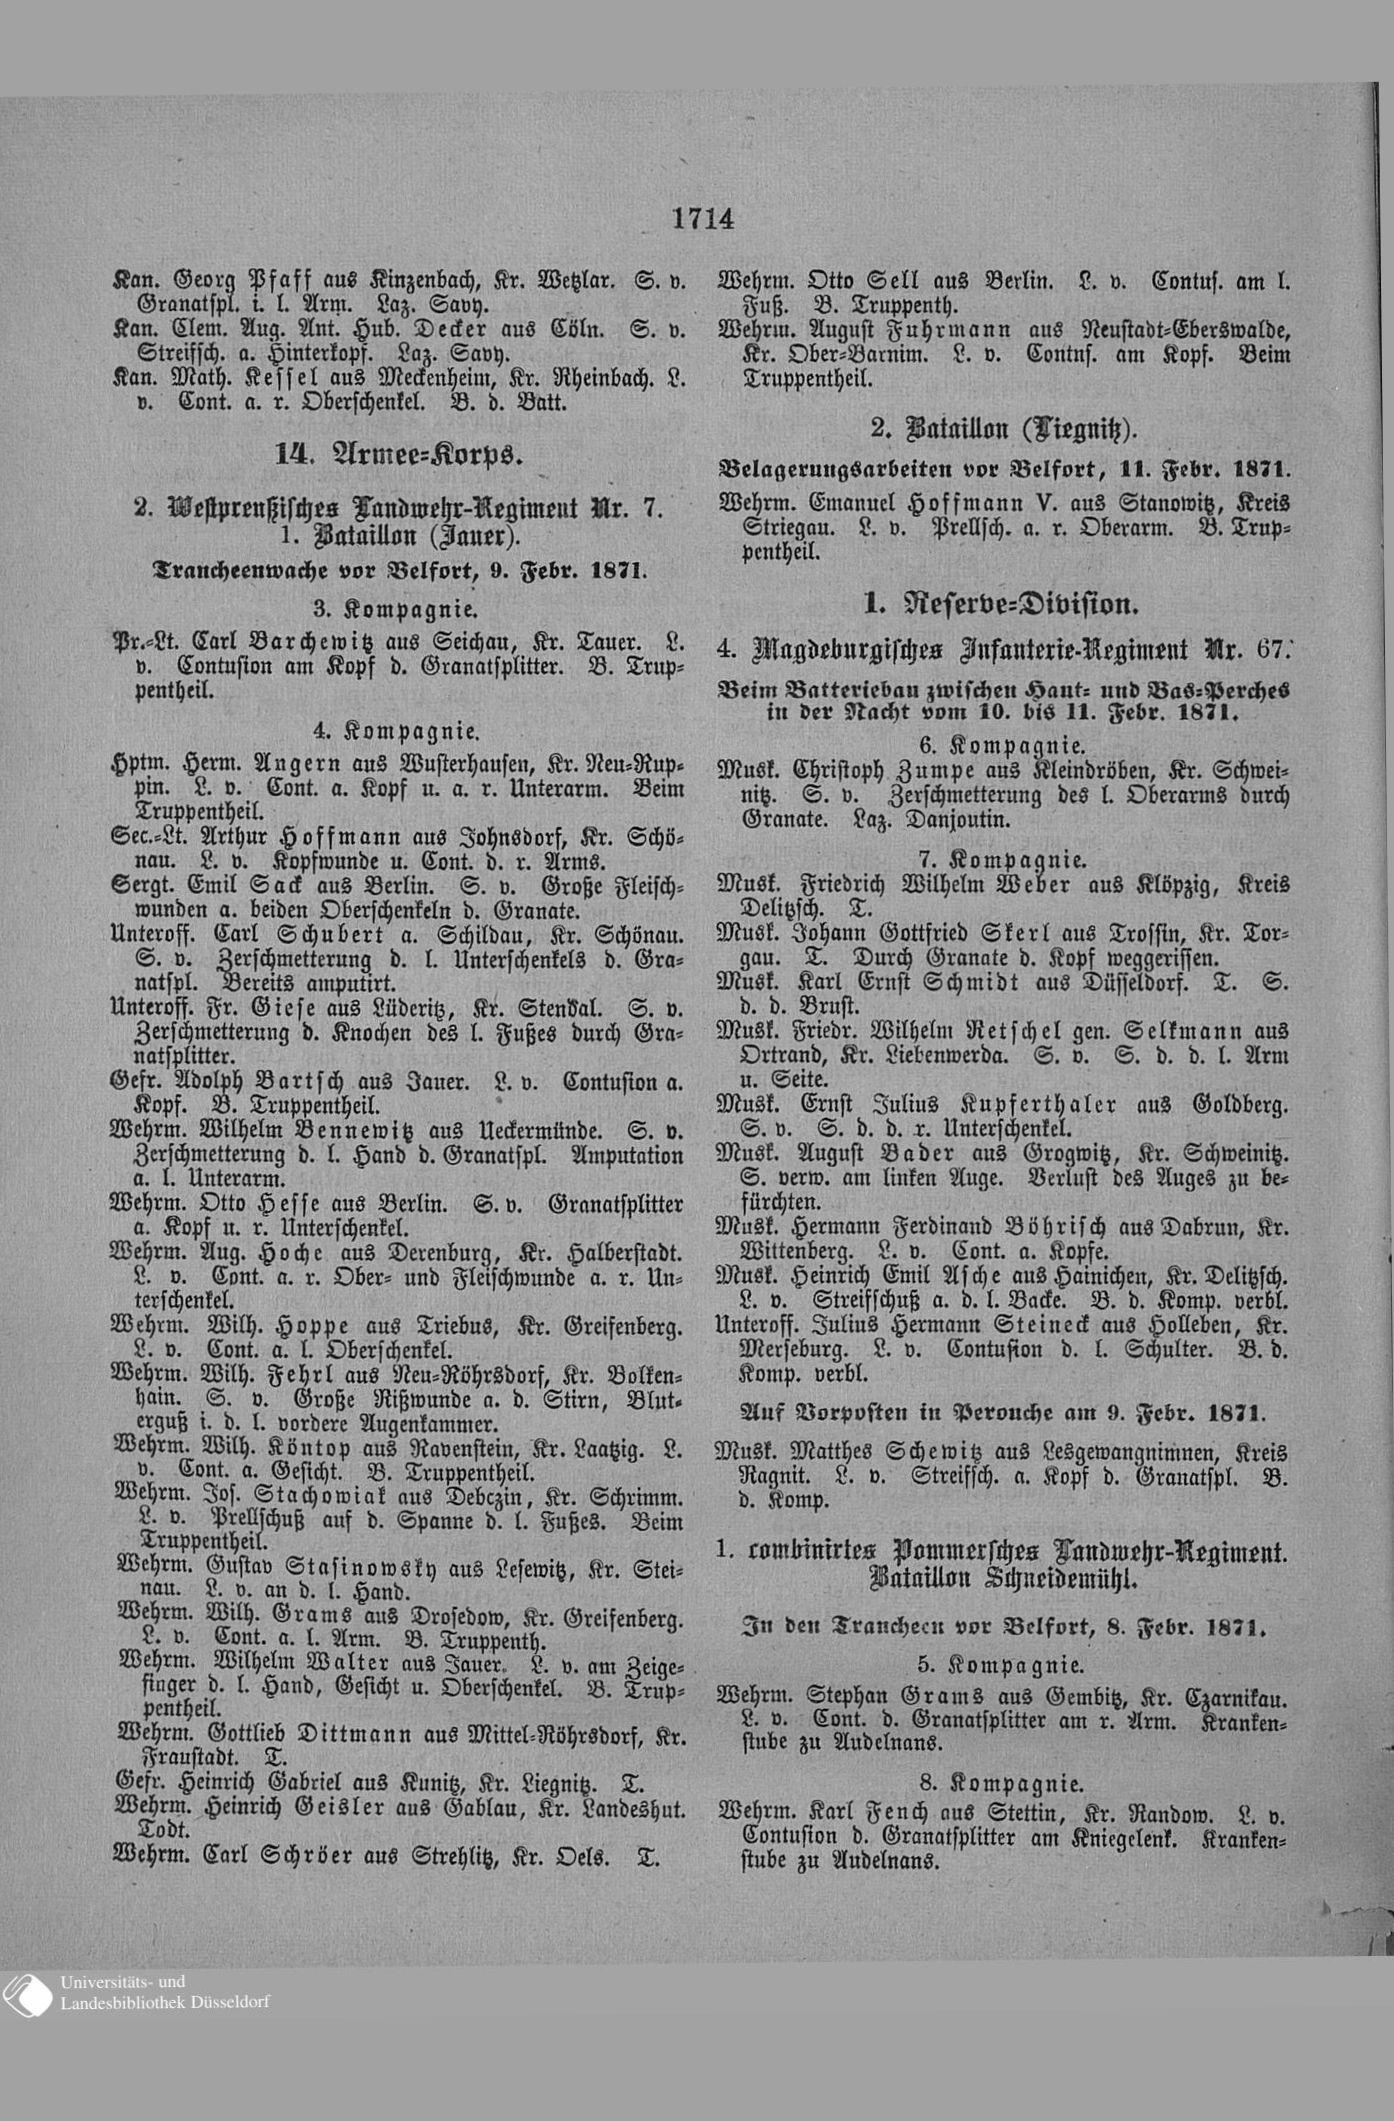 1714
Kan. Georg Pfaff aus Kinzenbach, Kr. Wetzlar. S. v.
Granatspl. i. l. Arm. Laz. Savy.
Kan. Clem. Aug. Ant. Hub. Decker aus Cöln. S. v.
Streifsch. a. Hinterkopf. Laz. Savy.
Kan. Math. Kessel aus Meckenheim, Kr. Rheinbach. L.
v. Cont. a. r. Oberschenkel. B. d. Batt.
14. Armee-Korps.
2. Westpreußisches Landwehr-Regiment Nr. 7.
1. Bataillon (Jauer).
Trancheenwache vor Belfort, 9. Febr. 1871.
3. Kompagnie.
Pr.-Lt. Carl Barchewitz aus Seichau, Kr. Tauer. L.
v. Contusion am Kopf d. Granatsplitter. B. Trup-
pentheil.
4. Kompagnie.
Hptm. Herm. Angern aus Wusterhausen, Kr. Neu-Rup-
pin. L. v. Cont. a. Kopf u. a. r. Unterarm. Beim
Truppentheil.
Sec.-Lt. Arthur Hoffmann aus Johnsdorf, Kr. Schö-
nau. L. v. Kopfwunde u. Cont. d. r. Arms.
Sergt. Emil Sack aus Berlin. S. v. Große Fleisch-
wunden a. beiden Oberschenkeln d. Granate.
Unteroff. Carl Schubert a. Schildau, Kr. Schönau.
S. v. Zerschmetterung d. l. Unterschenkels d. Gra-
natspl. Bereits amputirt.
Unteroff. Fr. Giese aus Lüderitz, Kr. Stendal. S. v.
Zerschmetterung d. Knochen des l. Fußes durch Gra-
natsplitter.
Gefr. Adolph Bartsch aus Jauer. L. v. Contusion a.
Kopf. B. Truppentheil.
Wehrm. Wilhelm Bennewitz aus Ueckermünde. S. v.
Zerschmetterung d. l. Hand d. Granatspl. Amputation
a. l. Unterarm.
Wehrm. Otto Hesse aus Berlin. S. v. Granatsplitter
a. Kopf u. r. Unterschenkel.
Wehrm. Aug. Hoche aus Derenburg, Kr. Halberstadt.
L. v. Cont. a. r. Ober- und Fleischwunde a. r. Un-
terschenkel.
Wehrm. Wilh. Hoppe aus Triebus, Kr. Greifenberg.
L. v. Cont. a. l. Oberschenkel.
Wehrm. Wilh. Fehrl aus Neu-Röhrsdorf, Kr. Bolken-
hain. S. v. Große Rißwunde a. d. Stirn, Blut-
erguß i. d. l. vordere Augenkammer.
Wehrm. Wilh. Köntop aus Ravenstein, Kr. Laatzig. L.
v. Cont. a. Gesicht. B. Truppentheil.
Wehrm. Jos. Stachowiak aus Debczin, Kr. Schrimm.
L. v. Prellschuß auf d. Spanne d. l. Fußes. Beim
Truppentheil.
Wehrm. Gustav Stasinowsky aus Lesewitz, Kr. Stei-
nau. L. v. an d. l. Hand.
Wehrm. Wilh. Grams aus Drosedow, Kr. Greifenberg.
L. v. Cont. a. l. Arm. B. Truppenth.
Wehrm. Wilhelm Walter aus Jauer. L. v. am Zeige-
finger d. l. Hand, Gesicht u. Oberschenkel. B. Trup-
pentheil.
Wehrm. Gottlieb Dittmann aus Mittel-Röhrsdorf, Kr.
Fraustadt. T.
Gefr. Heinrich Gabriel aus Kunitz, Kr. Liegnitz. T.
Wehrm. Heinrich Geisler aus Gablau, Kr. Landeshut.
Todt.
Wehrm. Carl Schröer aus Strehlitz, Kr. Oels. T.
Wehrm. Otto Sell aus Berlin. L. v. Contus. am l.
Fuß. B. Truppenth.
Wehrm. August Fuhrmann aus Neustadt-Eberswalde,
Kr. Ober-Barnim. L. v. Contus. am Kopf. Beim
Truppentheil.
2. Bataillon (Liegnitz).
Belagerungsarbeiten vor Belfort, 11. Febr. 1871.
Wehrm. Emanuel Hoffmann V. aus Stanowitz, Kreis
Striegau. L. v. Prellsch. a. r. Oberarm. B. Trup-
pentheil.
1. Reserve-Division.
4. Magdeburgisches Infanterie-Regiment Nr. 67.
Beim Batteriebau zwischen Haut- und Bas-Perches
in der Nacht vom 10. bis 11. Febr. 1871.
6. Kompagnie.
Musk. Christoph Zumpe aus Kleindröben, Kr. Schwei-
nitz. S. v. Zerschmetterung des l. Oberarms durch
Granate. Laz. Danjoutin.
7. Kompagnie.
Musk. Friedrich Wilhelm Weber aus Klöpzig, Kreis
Delitzsch. T.
Musk. Johann Gottfried Skerl aus Trossin, Kr. Tor-
gau. T. Durch Granate d. Kopf weggerissen.
Musk. Karl Ernst Schmidt aus Düsseldorf. T. S.
d. d. Brust.
Musk. Friedr. Wilhelm Retschel gen. Selkmann aus
Ortrand, Kr. Liebenwerda. S. v. S. d. d. l. Arm
u. Seite.
Musk. Ernst Julius Kupferthaler aus Goldberg.
S. v. S. d. d. r. Unterschenkel.
Musk. August Bader aus Grogwitz, Kr. Schweinitz.
S. verw. am linken Auge. Verlust des Auges zu be-
fürchten.
Musk. Hermann Ferdinand Böhrisch aus Dabrun, Kr.
Wittenberg. L. v. Cont. a. Kopfe.
Musk. Heinrich Emil Asche aus Hainichen, Kr. Delitzsch.
L. v. Streifschuß a. d. l. Backe. B. d. Komp. verbl.
Unteroff. Julius Hermann Steineck aus Holleben, Kr.
Merseburg. L. v. Contusion d. l. Schulter. B. d.
Komp. verbl.
Auf Vorposten in Perouche am 9. Febr. 1871.
Musk. Matthes Schewitz aus Lesgewangnimnen, Kreis
Ragnit. L. v. Streifsch. a. Kopf d. Granatspl. B.
d. Komp.
1. combinirtes Pommersches Landwehr-Regiment.
Bataillon Schneidemühl.
In den Trancheen vor Belfort, 8. Febr. 1871.
5. Kompagnie.
Wehrm. Stephan Grams aus Gembitz, Kr. Czarnikau.
L. v. Cont. d. Granatsplitter am r. Arm. Kranken-
stube zu Audelnans.
8. Kompagnie.
Wehrm. Karl Fench aus Stettin, Kr. Randow. L. v.
Contusion d. Granatsplitter am Kniegelenk. Kranken-
stube zu Audelnans.
Universitäts- und
Landesbibliothek Düsseldorf